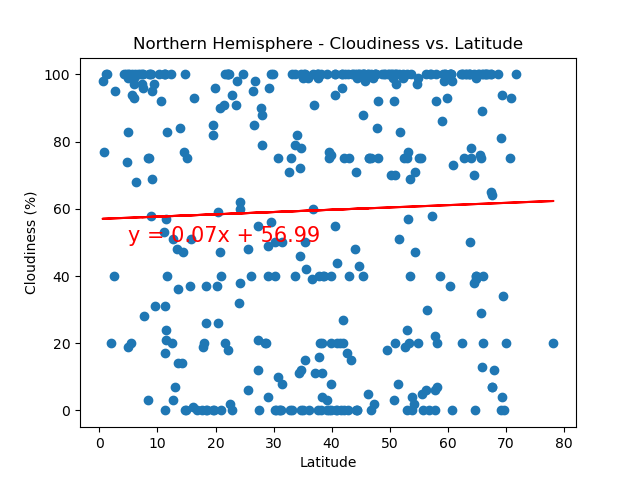 Northern Hemisphere - Cloudiness vs. Latitude
Cloudiness (%)
100
80
60
40
20
0
y = 0.07x + 56.99
0 10 20 30 40 50 60 70 80
Latitude